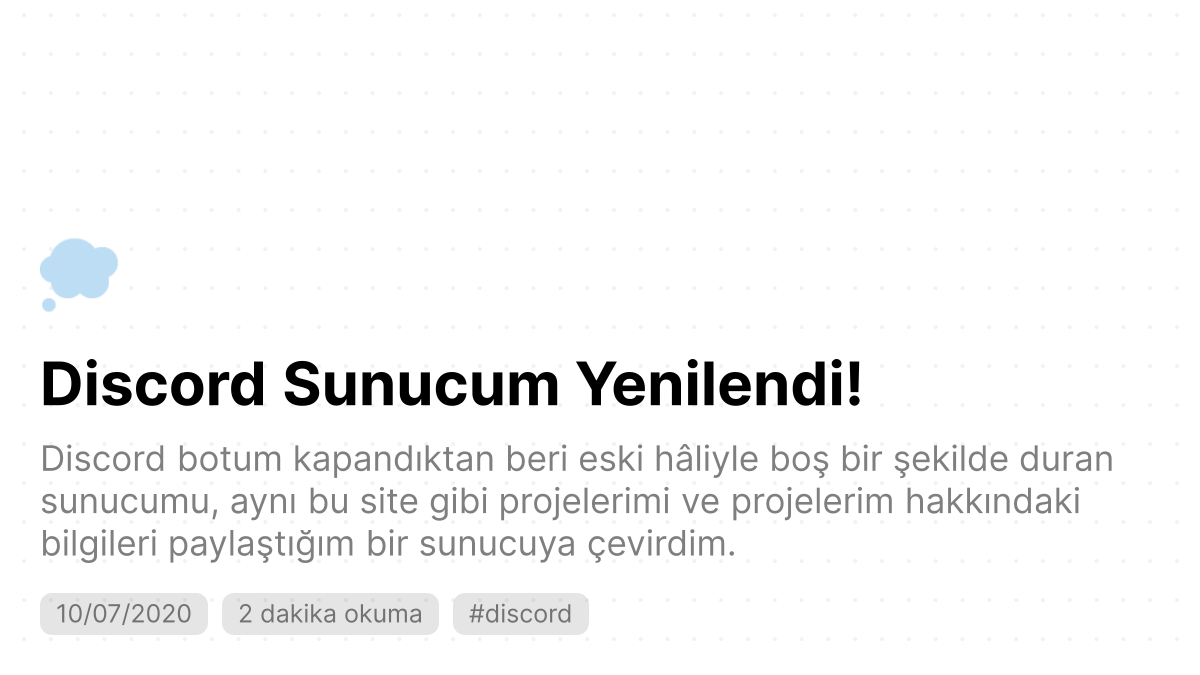 Discord Sunucum Yenilendi!
Discord botum kapandıktan beri eski hâliyle boş bir şekilde duran
sunucumu, aynı bu site gibi projelerimi ve projelerim hakkındaki
bilgileri paylaştığım bir sunucuya çevirdim.
10/07/2020 2 dakika okuma #discord